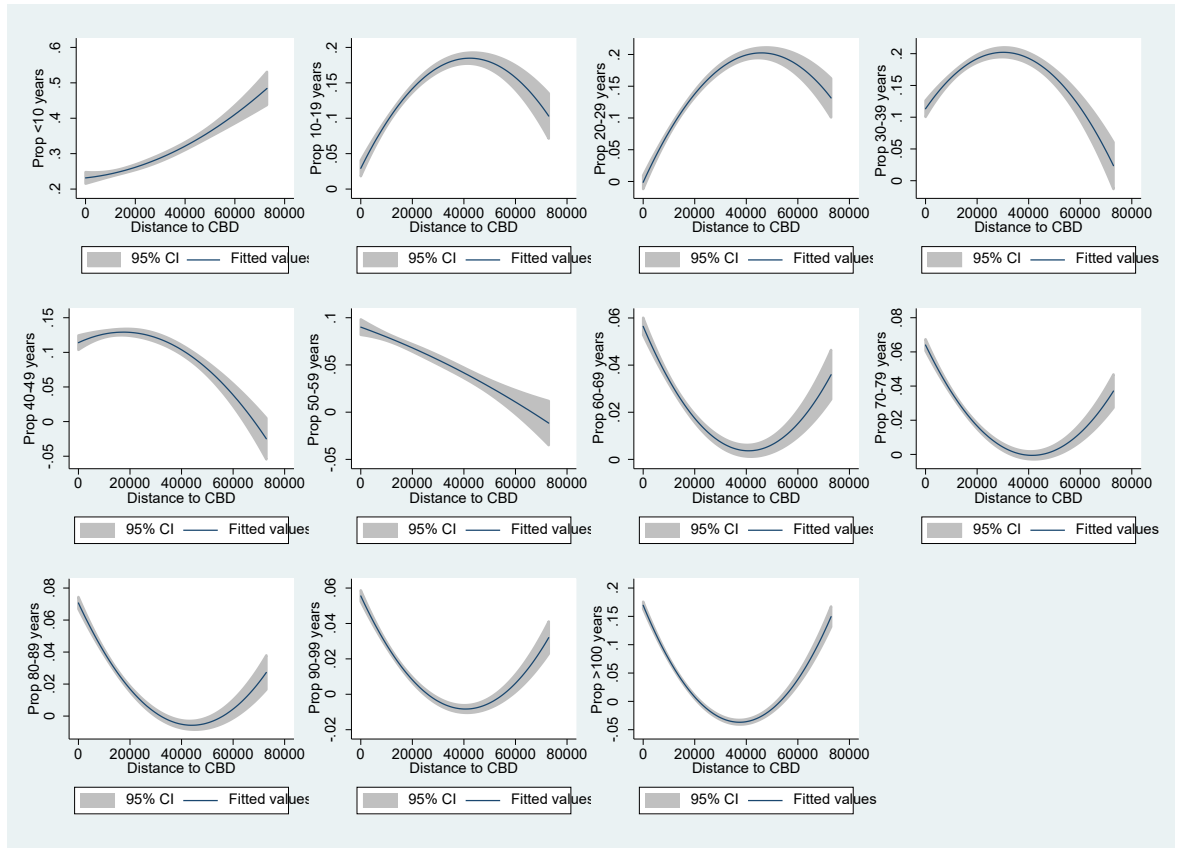 Prop <10 years
.2 .3 .4 .5 .6
0 20000 40000 60000 80000
Distance to CBD
95% CI Fitted values
Prop 10-19 years
0 .05 .1 .15 .2
0 20000 40000 60000 80000
Distance to CBD
95% CI Fitted values
Prop 20-29 years
0 .05 .1 .15 .2
0 20000 40000 60000 80000
Distance to CBD
95% CI Fitted values
Prop 30-39 years
0 .05 .1 .15 .2
0 20000 40000 60000 80000
Distance to CBD
95% CI Fitted values
Prop 40-49 years
-.05 0 .05 .1 .15
0 20000 40000 60000 80000
Distance to CBD
95% CI Fitted values
Prop 50-59 years
-.05 0 .05 .1
0 20000 40000 60000 80000
Distance to CBD
95% CI Fitted values
Prop 60-69 years
0 .02 .04 .06
0 20000 40000 60000 80000
Distance to CBD
95% CI Fitted values
Prop 70-79 years
0 .02 .04 .06 .08
0 20000 40000 60000 80000
Distance to CBD
95% CI Fitted values
Prop 80-89 years
0 .02 .04 .06 .08
0 20000 40000 60000 80000
Distance to CBD
95% CI Fitted values
Prop 90-99 years
-.02 0 .02 .04 .06
0 20000 40000 60000 80000
Distance to CBD
95% CI Fitted values
Prop >100 years
-.05 0 .05 .1 .15 .2
0 20000 40000 60000 80000
Distance to CBD
95% CI Fitted values